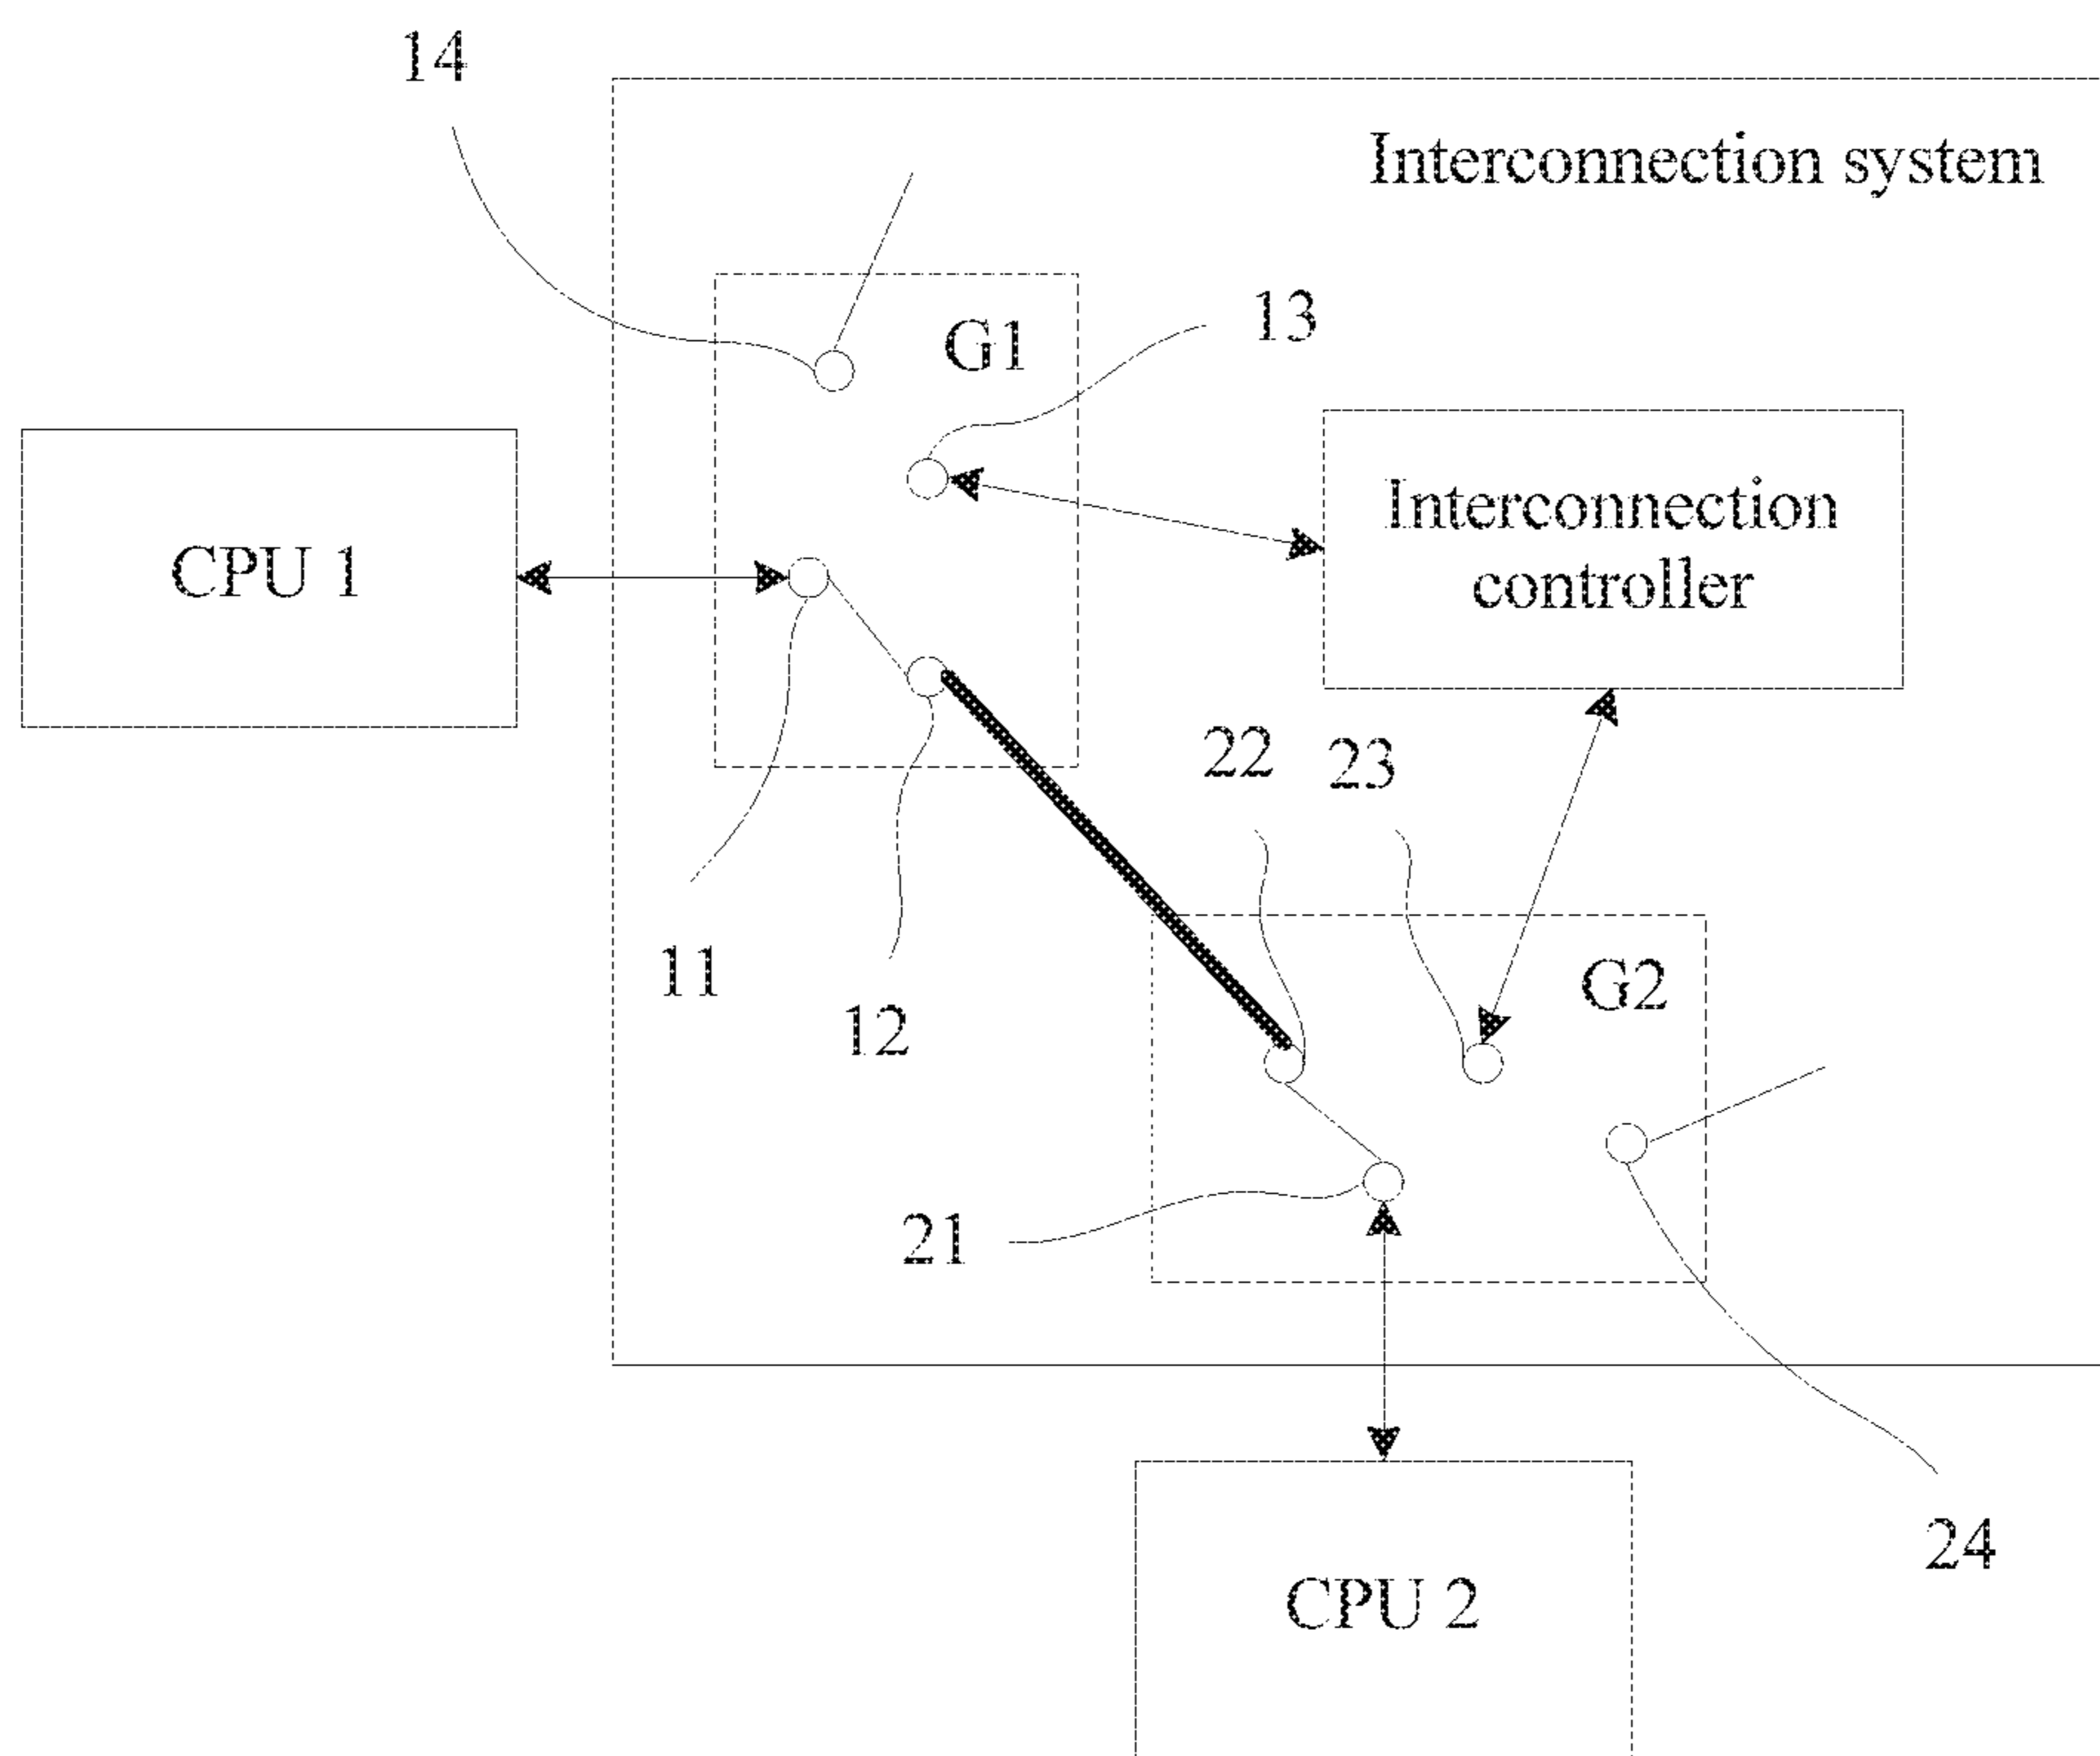 14
Interconnection system
G1
13
Interconnection
controller
CPU 1
22
23
11
12
G2
21
24
CPU 2